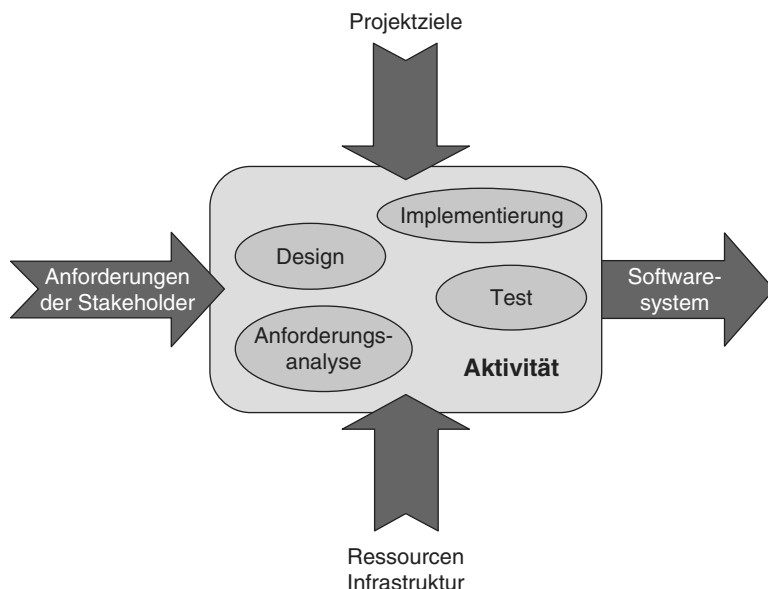 Projektziele
Implementierung
Design
Anforderungen
der Stakeholder
Software-
system
Test
Anforderungs-
analyse
Aktivität
Ressourcen
Infrastruktur